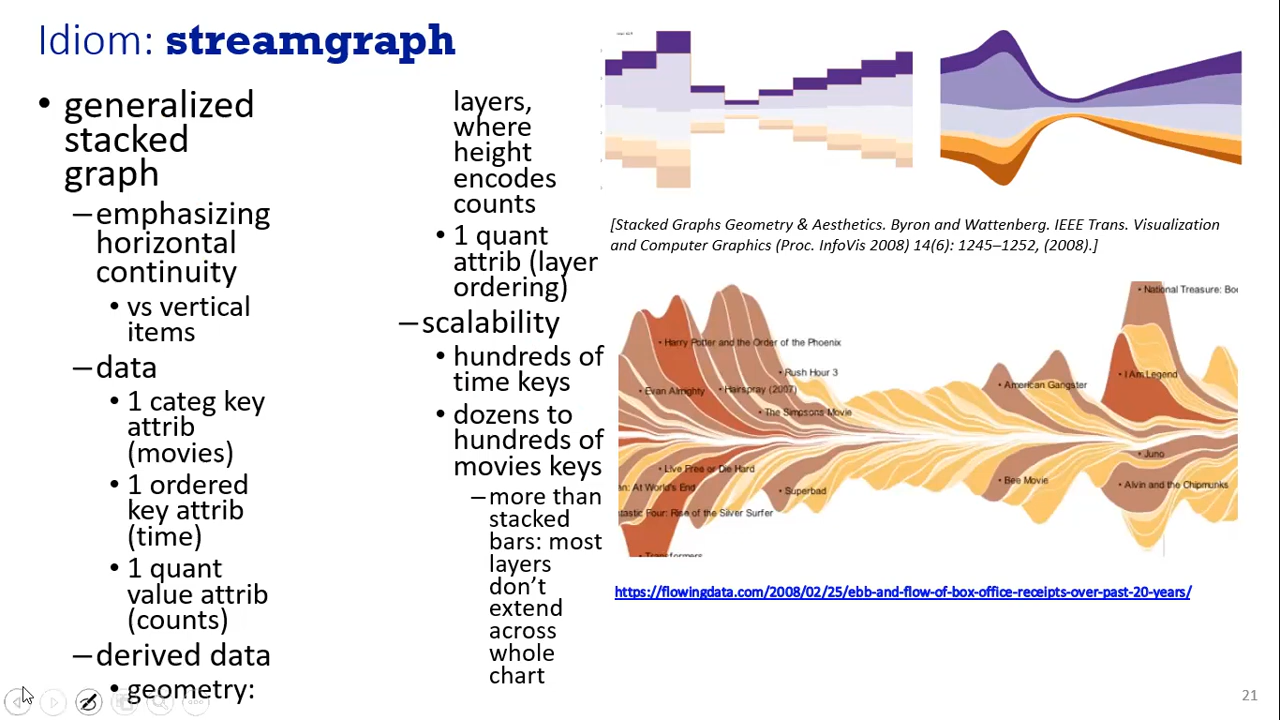 Idiom: streamgraph
• generalized
stacked
graph
–emphasizing
horizontal
continuity
• vs vertical
items
–data
• 1 categ key
attrib
(movies)
• 1 ordered
key attrib
(time)
• 1 quant
value attrib
(counts)
–derived data
• geometry:
layers,
where
height
encodes
counts
• 1 quant
attrib (layer
ordering)
–scalability
• hundreds of
time keys
• dozens to
hundreds of
movies keys
–more than
stacked
bars: most
layers
don’t
extend
across
whole
chart
[Stacked Graphs Geometry & Aesthetics. Byron and Wattenberg. IEEE Trans. Visualization
and Computer Graphics (Proc. InfoVis 2008) 14(6): 1245–1252, (2008).]
• National Treasure: Boo
• Harry Potter and the Order of the Phoenix
• Rush Hour 3
• I Am Legend
• American Gangster
• Evan Almighty
• Hairspray (2007)
• The Simpsons Movie
• Juno
• Live Free or Die Hard
• Bee Movie
• Alvin and the Chipmunks
an: At World's End
• Superbad
tastic Four: Rise of the Silver Surfer
• Transformers
https://flowingdata.com/2008/02/25/ebb-and-flow-of-box-office-receipts-over-past-20-years/
21